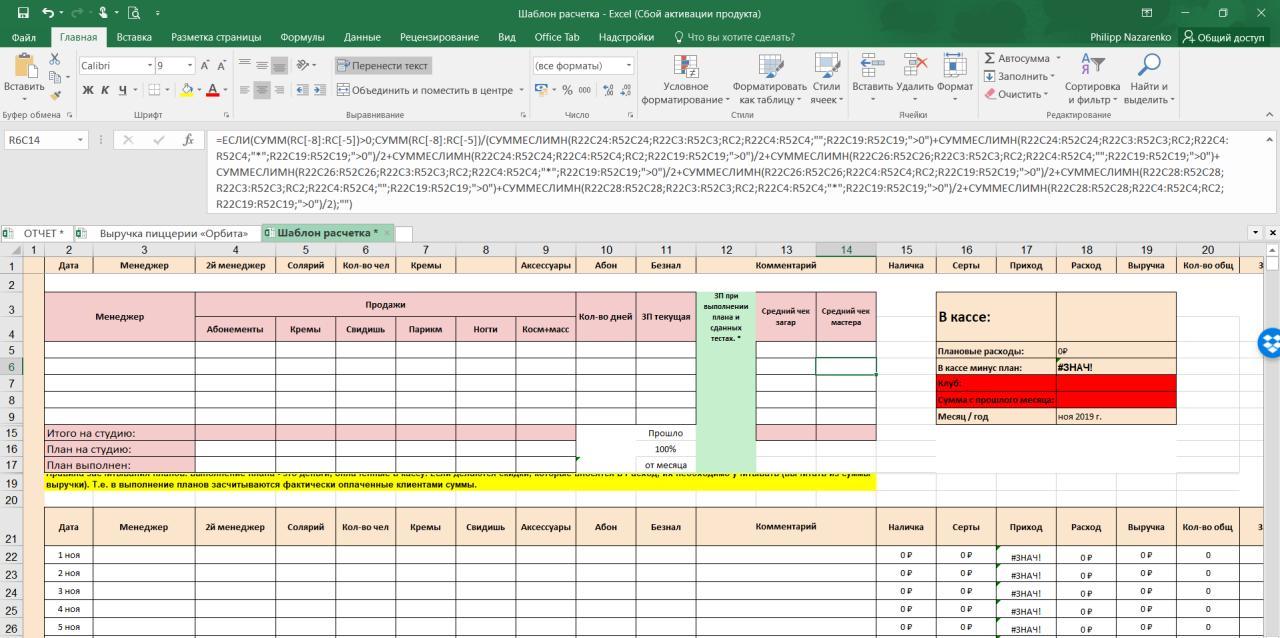 Шаблон расчетка - Excel (Сбой активации продукта)
Файл Главная Вставка Разметка страницы Формулы Данные Рецензирование Вид Office Tab Надстройки Что вы хотите сделать? Philipp Nazarenko Общий доступ
Вставить
Calibri 9
Ж К Ч
Перенести текст
Объединить и поместить в центре
(все форматы)
% 000
Условное форматирование
Форматировать как таблицу
Стили ячеек
Вставить Удалить Формат
Автосумма
Заполнить
Очистить
Сортировка и фильтр
Найти и выделить
Буфер обмена Шрифт Выравнивание Число Стили Ячейки Редактирование
R6C14
=ЕСЛИ(СУММ(RC[-8]:RC[-5])>0;СУММ(RC[-8]:RC[-5])/(СУММЕСЛИМН(R22C24:R52C24;R22C3:R52C3;RC2;R22C4:R52C4;"";R22C19:R52C19;">0")+СУММЕСЛИМН(R22C24:R52C24;R22C3:R52C3;RC2;R22C4:
R52C4;"*";R22C19:R52C19;">0")/2+СУММЕСЛИМН(R22C24:R52C24;R22C4:R52C4;RC2;R22C19:R52C19;">0")/2+СУММЕСЛИМН(R22C26:R52C26;R22C3:R52C3;RC2;R22C4:R52C4;"";R22C19:R52C19;">0")+
СУММЕСЛИМН(R22C26:R52C26;R22C3:R52C3;RC2;R22C4:R52C4;"*";R22C19:R52C19;">0")/2+СУММЕСЛИМН(R22C26:R52C26;R22C4:R52C4;RC2;R22C19:R52C19;">0")/2+СУММЕСЛИМН(R22C28:R52C28;
R22C3:R52C3;RC2;R22C4:R52C4;"";R22C19:R52C19;">0")+СУММЕСЛИМН(R22C28:R52C28;R22C3:R52C3;RC2;R22C4:R52C4;"*";R22C19:R52C19;">0")/2+СУММЕСЛИМН(R22C28:R52C28;R22C4:R52C4;RC2;
R22C19:R52C19;">0")/2);"")
ОТЧЕТ * Выручка пиццерии «Орбита» Шаблон расчетка *
1 2 3 4 5 6 7 8 9 10 11 12 13 14 15 16 17 18 19 20
1 Дата Менеджер 2й менеджер Солярий Кол-во чел Кремы Аксессуары Абон Безнал Комментарий Наличка Серты Приход Расход Выручка Кол-во общ
2
3 Менеджер Продажи Кол-во дней ЗП текущая ЗП при выполнении плана и сданных тестах. * Средний чек загар Средний чек мастера В кассе:
4 Абонементы Кремы Свидишь Парикм Ногти Косм+масс
5 Плановые расходы: 0₽
6 В кассе минус план: #ЗНАЧ!
7 Клуб:
8 Сумма с прошлого месяца:
9 Месяц / год ноя 2019 г.
15 Итого на студию: Прошло
16 План на студию: 100%
17 План выполнен: от месяца
19 выручки). Т.е. в выполнение планов засчитываются фактически оплаченные клиентами суммы.
20
21 Дата Менеджер 2й менеджер Солярий Кол-во чел Кремы Свидишь Аксессуары Абон Безнал Комментарий Наличка Серты Приход Расход Выручка Кол-во общ
22 1 ноя 0 ₽ 0 ₽ #ЗНАЧ! 0 ₽ 0 ₽ 0
23 2 ноя 0 ₽ 0 ₽ #ЗНАЧ! 0 ₽ 0 ₽ 0
24 3 ноя 0 ₽ 0 ₽ #ЗНАЧ! 0 ₽ 0 ₽ 0
25 4 ноя 0 ₽ 0 ₽ #ЗНАЧ! 0 ₽ 0 ₽ 0
26 5 ноя 0 ₽ 0 ₽ #ЗНАЧ! 0 ₽ 0 ₽ 0